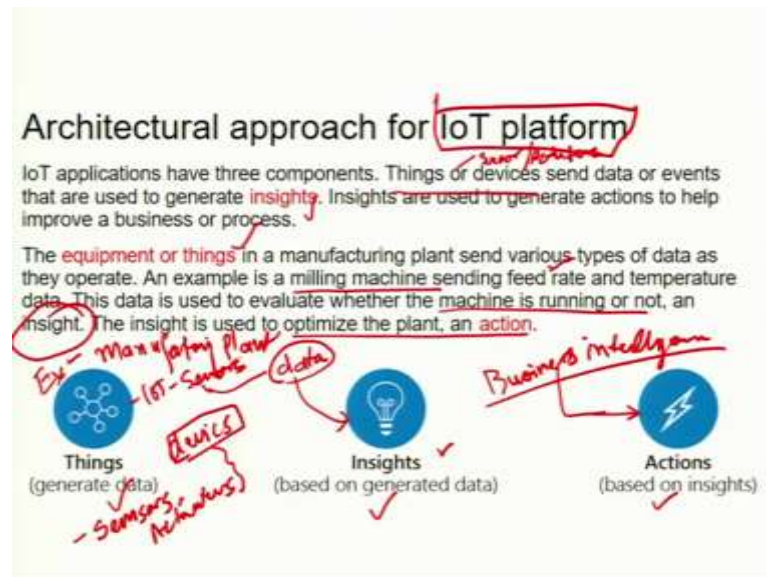 Architectural approach for IoT platform
Sensor/Actuators
IoT applications have three components. Things or devices send data or events
that are used to generate insights. Insights are used to generate actions to help
improve a business or process.
The equipment or things in a manufacturing plant send various types of data as
they operate. An example is a milling machine sending feed rate and temperature
data. This data is used to evaluate whether the machine is running or not, an
insight. The insight is used to optimize the plant, an action.
Ex- Manufatoring plant
- IOT- Sensors
data
Business
devics
Things
(generate data)
Insights
(based on generated data)
Actions
(based on insights)
- Semsors,
Actuators